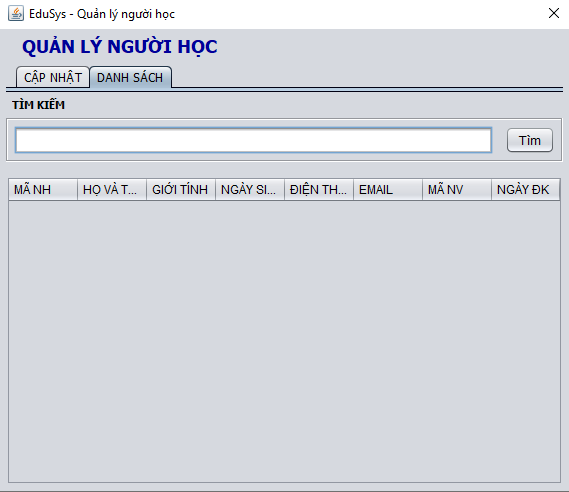 EduSys - Quản lý người học
QUẢN LÝ NGƯỜI HỌC
CẬP NHẬT DANH SÁCH
TÌM KIẾM
Tìm
MÃ NH HỌ VÀ T... GIỚI TÍNH NGÀY SI... ĐIỆN TH... EMAIL MÃ NV NGÀY ĐK